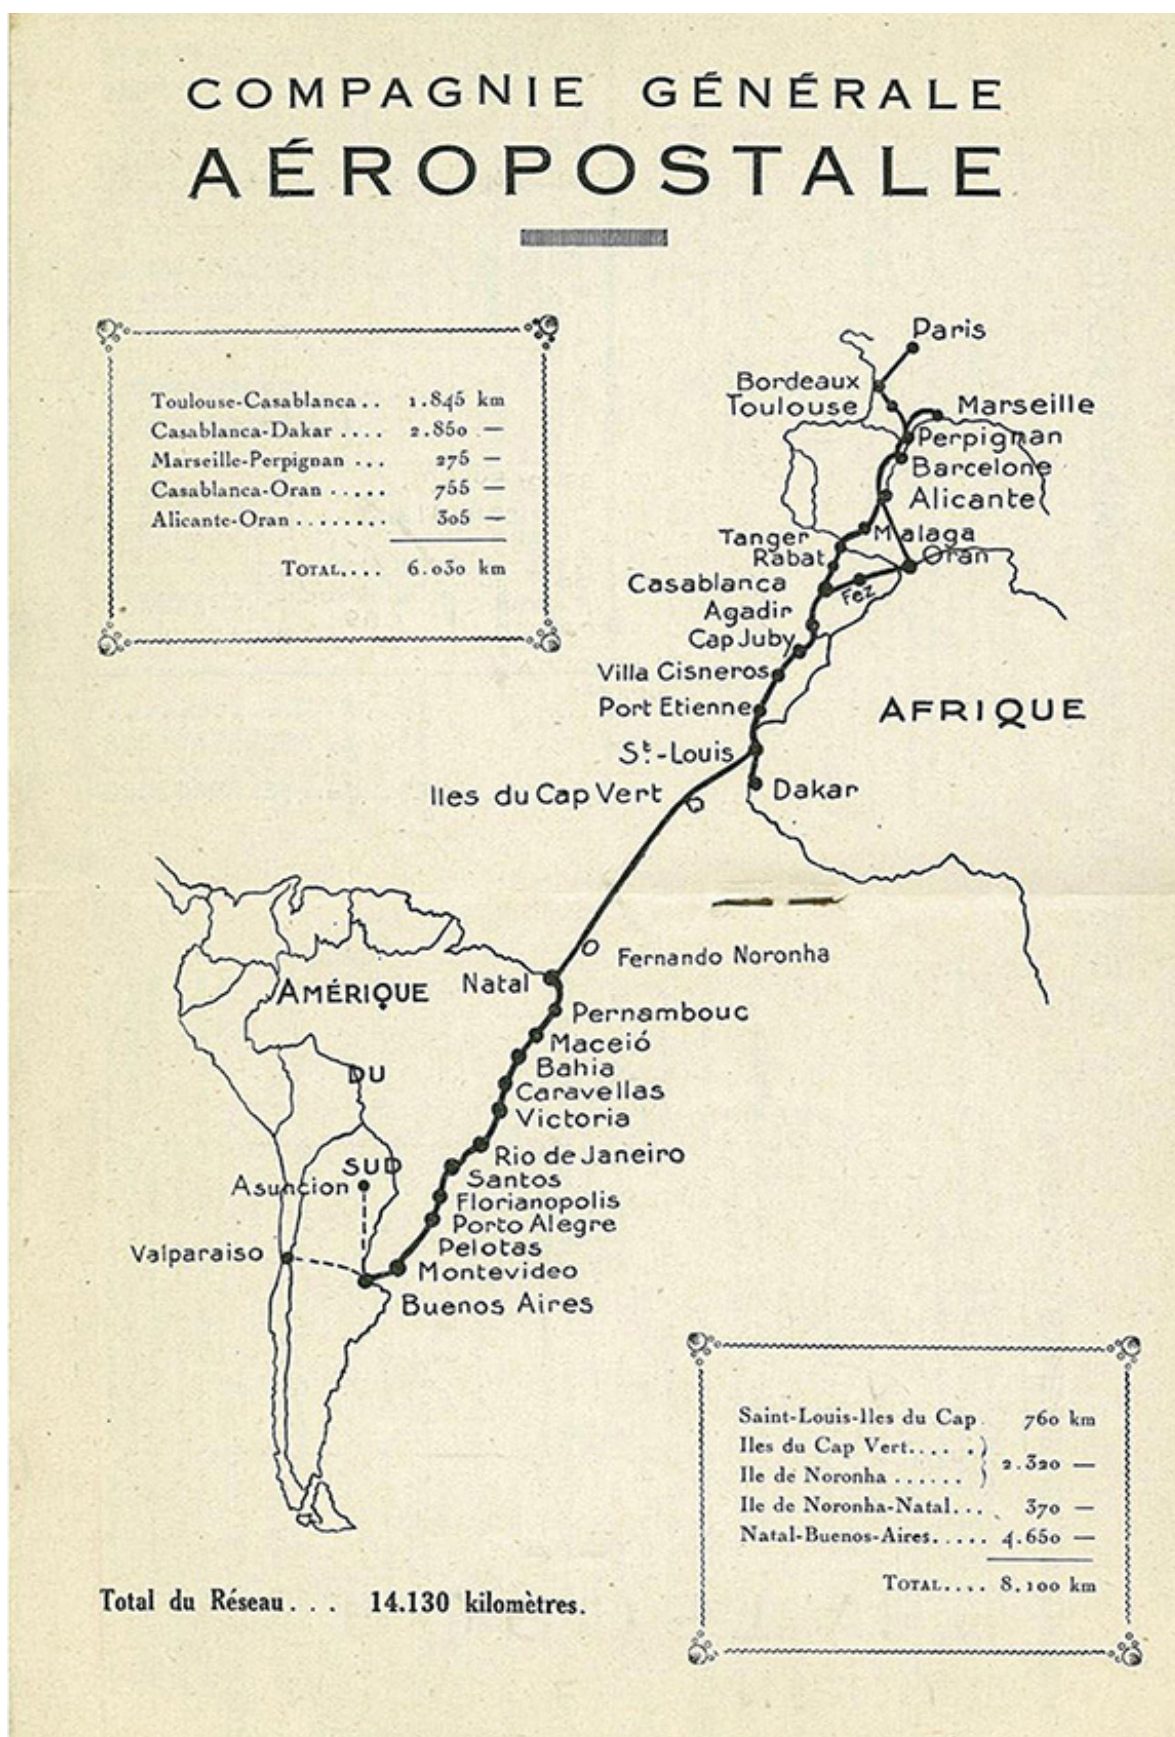 COMPAGNIE GÉNÉRALE
AÉROPOSTALE
Toulouse-Casablanca.. 1.845 km
Casablanca-Dakar .... 2.850 —
Marseille-Perpignan ... 275 —
Casablanca-Oran ..... 755 —
Alicante-Oran ........ 305 —
TOTAL.... 6.030 km
Paris
Bordeaux
Toulouse
Marseille
Perpignan
Barcelone
Alicante
Malaga
Tanger
Rabat
Oran
Casablanca
Fez
Agadir
Cap Juby
Villa Cisneros
Port Etienne
AFRIQUE
St.-Louis
Iles du Cap Vert
Dakar
Fernando Noronha
Natal
AMÉRIQUE
Pernambouc
Maceió
Bahia
DU
Caravellas
Victoria
Rio de Janeiro
SUD
Santos
Asuncion
Florianopolis
Porto Alegre
Pelotas
Valparaiso
Montevideo
Buenos Aires
Saint-Louis-Iles du Cap. 760 km
Iles du Cap Vert.... .)
2.320 —
Ile de Noronha ...... )
Ile de Noronha-Natal... 370 —
Natal-Buenos-Aires..... 4.650 —
TOTAL.... 8.100 km
Total du Réseau... 14.130 kilomètres.